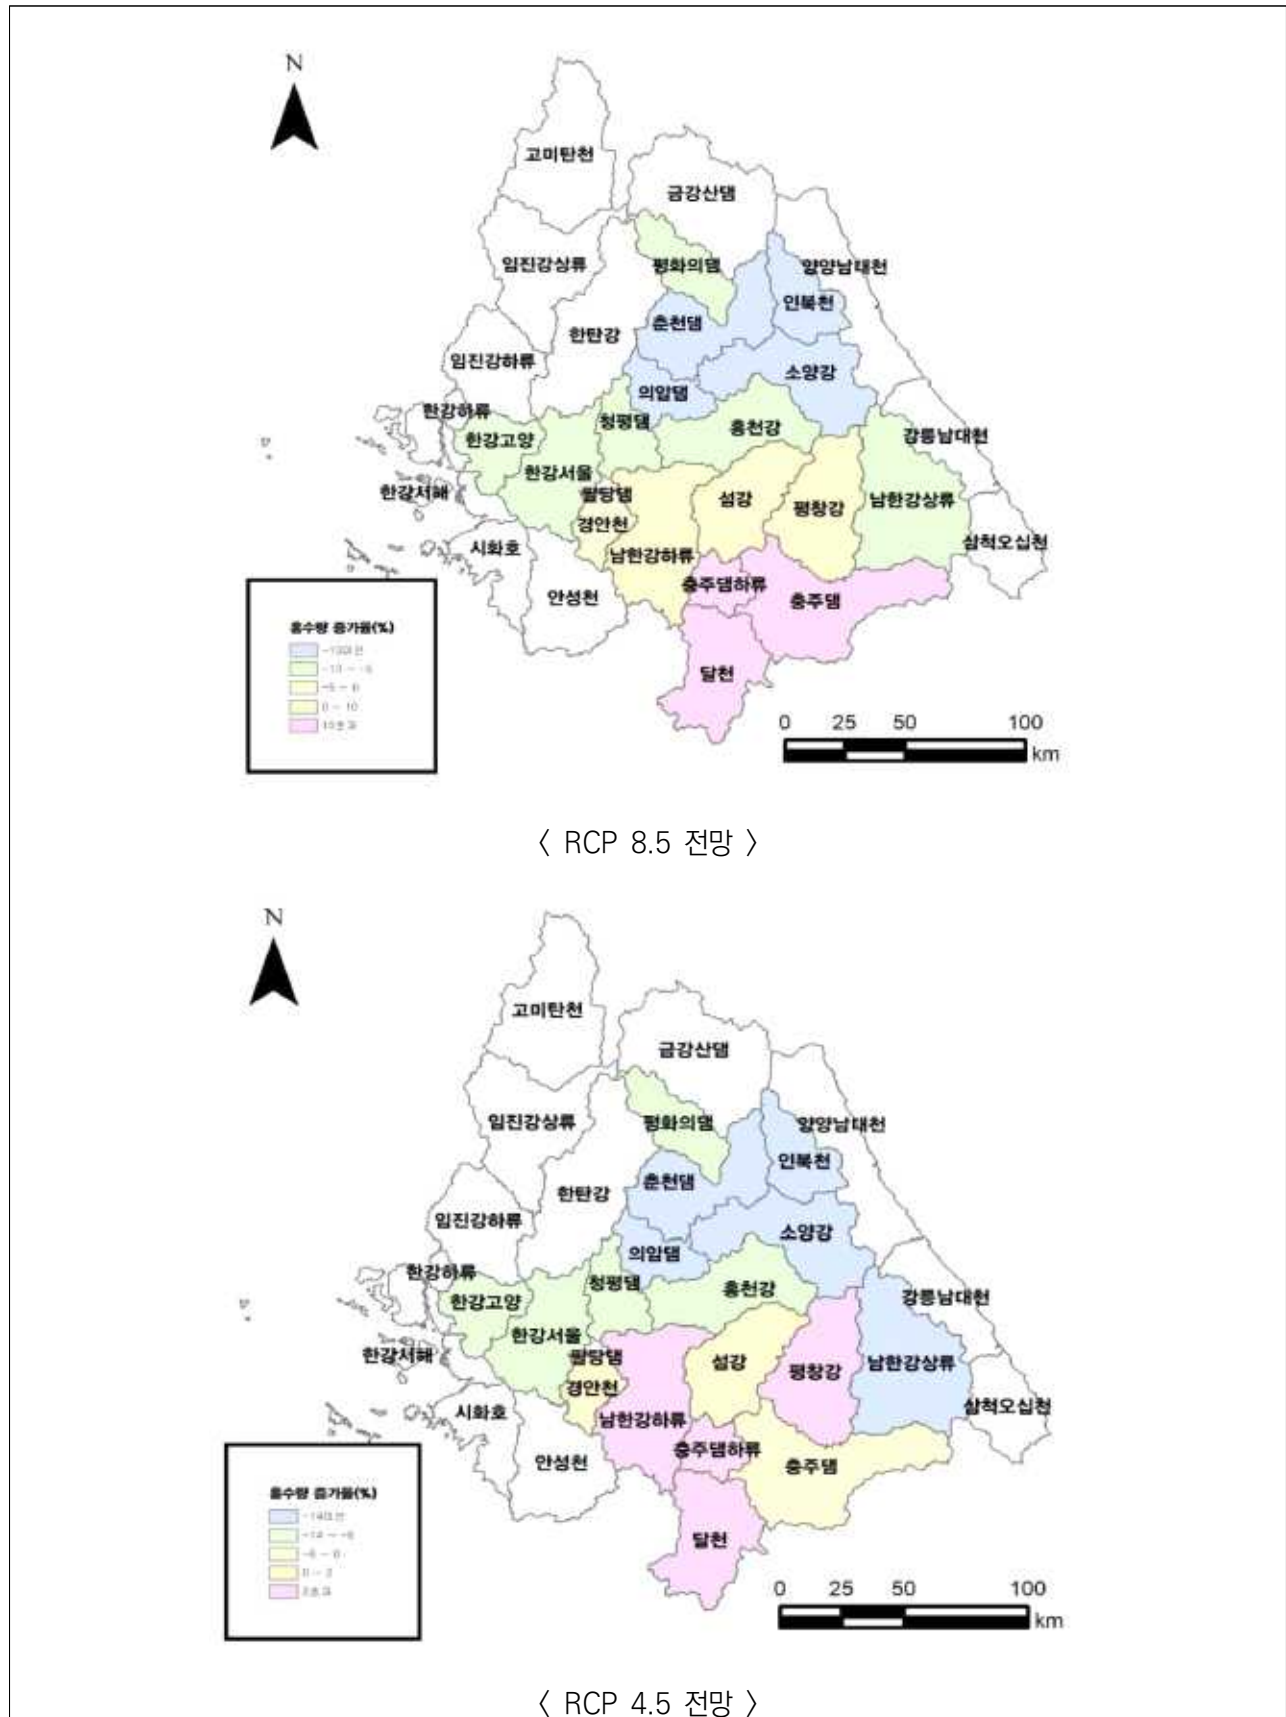 N
고미탄천
금강산댐
임진강상류
평화의댐
양양남대천
인북천
춘천댐
한탄강
임진강하류
소양강
의암댐
한강하류
청평댐
홍천강
강릉남대천
한강고양
한강서울
한강서해
팔당댐
섬강
평창강
남한강상류
경안천
시화호
남한강하류
삼척오십천
안성천
충주댐하류
충주댐
달천
홍수량 증가율(%)
0 ~ 10
10초과
0 25 50 100
km
〈 RCP 8.5 전망 〉
N
고미탄천
금강산댐
임진강상류
평화의댐
양양남대천
인북천
춘천댐
한탄강
임진강하류
소양강
의암댐
한강하류
청평댐
홍천강
강릉남대천
한강고양
한강서울
한강서해
팔당댐
섬강
평창강
남한강상류
경안천
시화호
남한강하류
삼척오십천
안성천
충주댐하류
충주댐
달천
홍수량 증가율(%)
0 25 50 100
km
〈 RCP 4.5 전망 〉